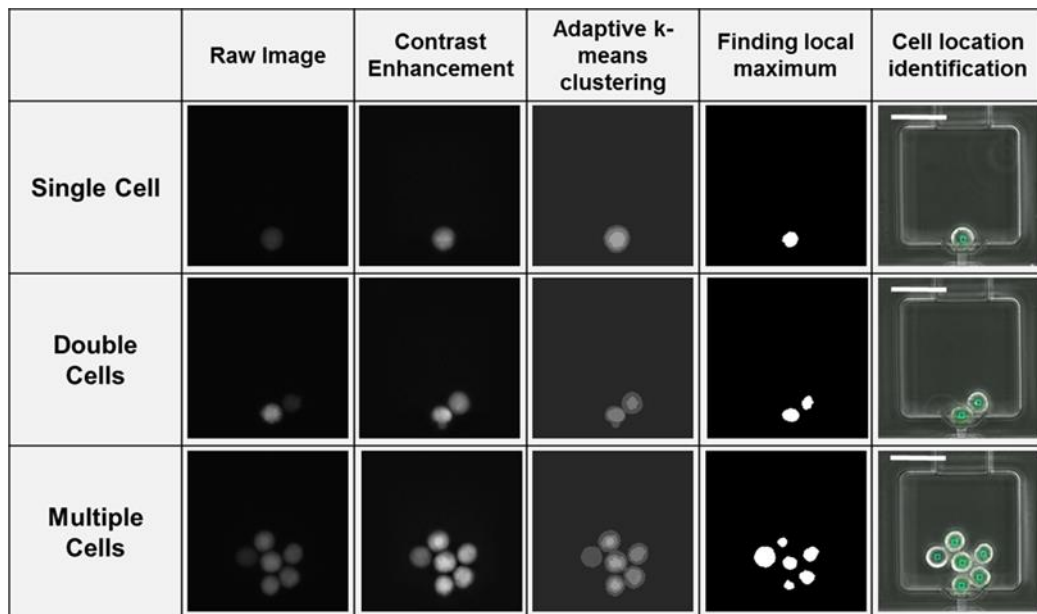 Raw Image
Contrast
Enhancement
Adaptive k-
means
clustering
Finding local
maximum
Cell location
identification
Single Cell
Double
Cells
Multiple
Cells